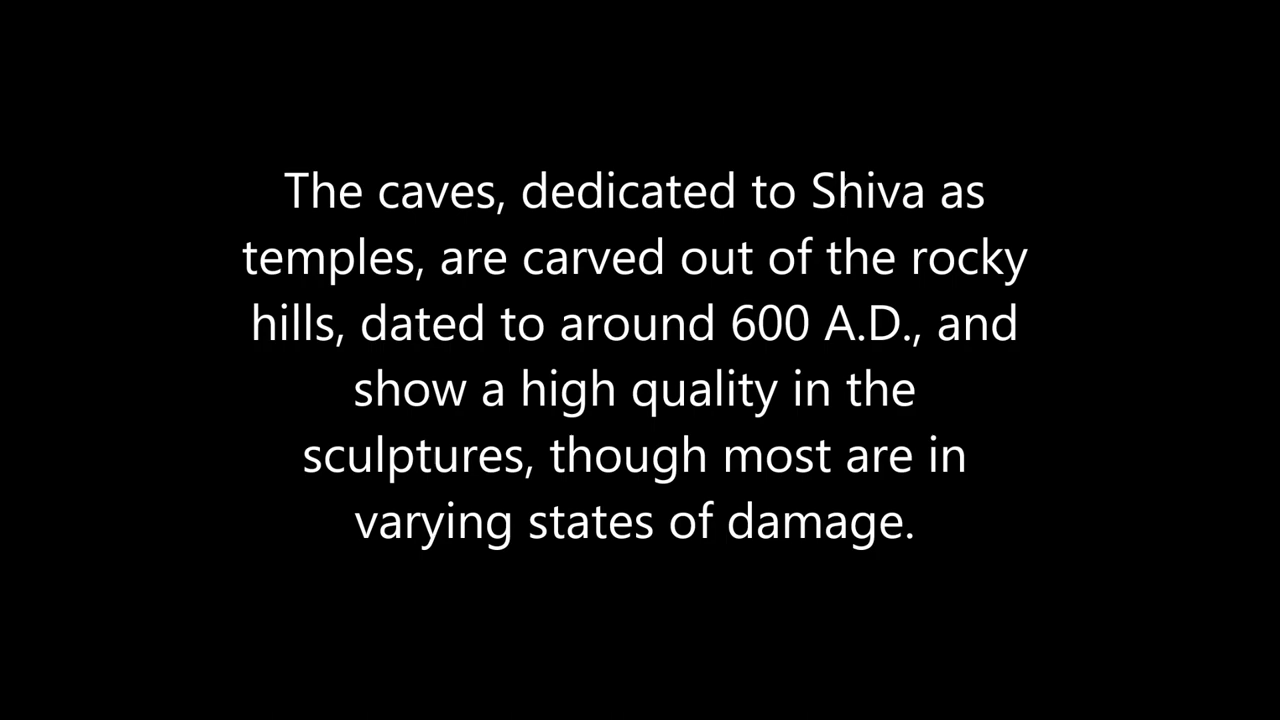 The caves, dedicated to Shiva as
temples, are carved out of the rocky
hills, dated to around 600 A.D., and
show a high quality in the
sculptures, though most are in
varying states of damage.